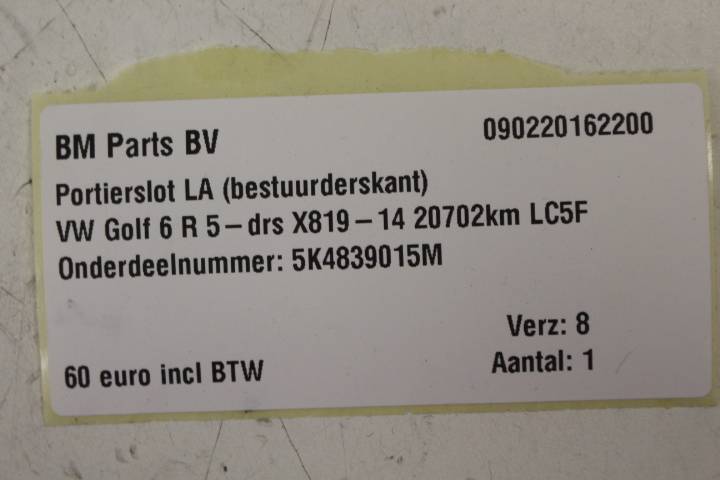 BM Parts BV 090220162200
Portierslot LA (bestuurderskant)
VW Golf 6 R 5-drs X819-14 20702km LC5F
Onderdeelnummer: 5K4839015M
Verz: 8
60 euro incl BTW Aantal: 1